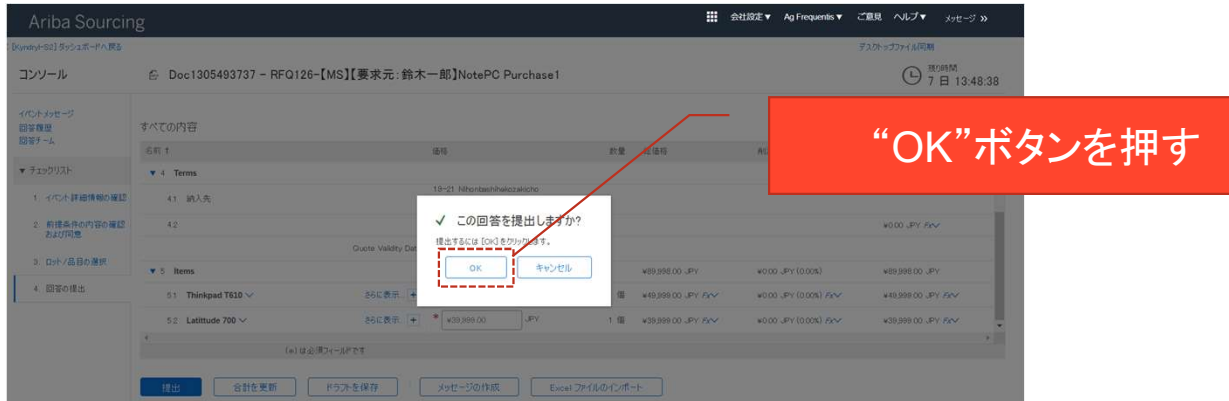 Ariba Sourcing
会社設定▼ Ag Frequentis▼ ご意見 ヘルプ▼ メッセージ »
[Kyndryl-S2] ダッシュボードへ戻る
デスクトップファイル同期
コンソール
Doc1305493737 - RFQ126-【MS】【要求元:鈴木一郎】NotePC Purchase1
残り時間
7 日 13:48:38
“OK”ボタンを押す
イベントメッセージ
回答履歴
回答チーム
すべての内容
名前 ↑ 価格 数量
▼ チェックリスト
1. イベント詳細情報の確認
2. 前提条件の内容の確認および同意
3. ロット/品目の選択
4. 回答の提出
▼ 4 Terms
19-21 Nihonbashihakozakicho
4.1 納入先
4.2 ¥0.00 JPY
Quote Validity Dat
✓ この回答を提出しますか?
提出するには [OK] をクリックします。
OK キャンセル
▼ 5 Items ¥89,998.00 JPY ¥0.00 JPY (0.00%) ¥89,998.00 JPY
5.1 Thinkpad T610 さらに表示... + 個 ¥49,999.00 JPY ¥0.00 JPY (0.00%) ¥49,999.00 JPY
5.2 Latittude 700 さらに表示... + * ¥39,999.00 JPY 1 個 ¥39,999.00 JPY ¥0.00 JPY (0.00%) ¥39,999.00 JPY
(*) は必須フィールドです
提出 合計を更新 ドラフトを保存 メッセージの作成 Excel ファイルのインポート